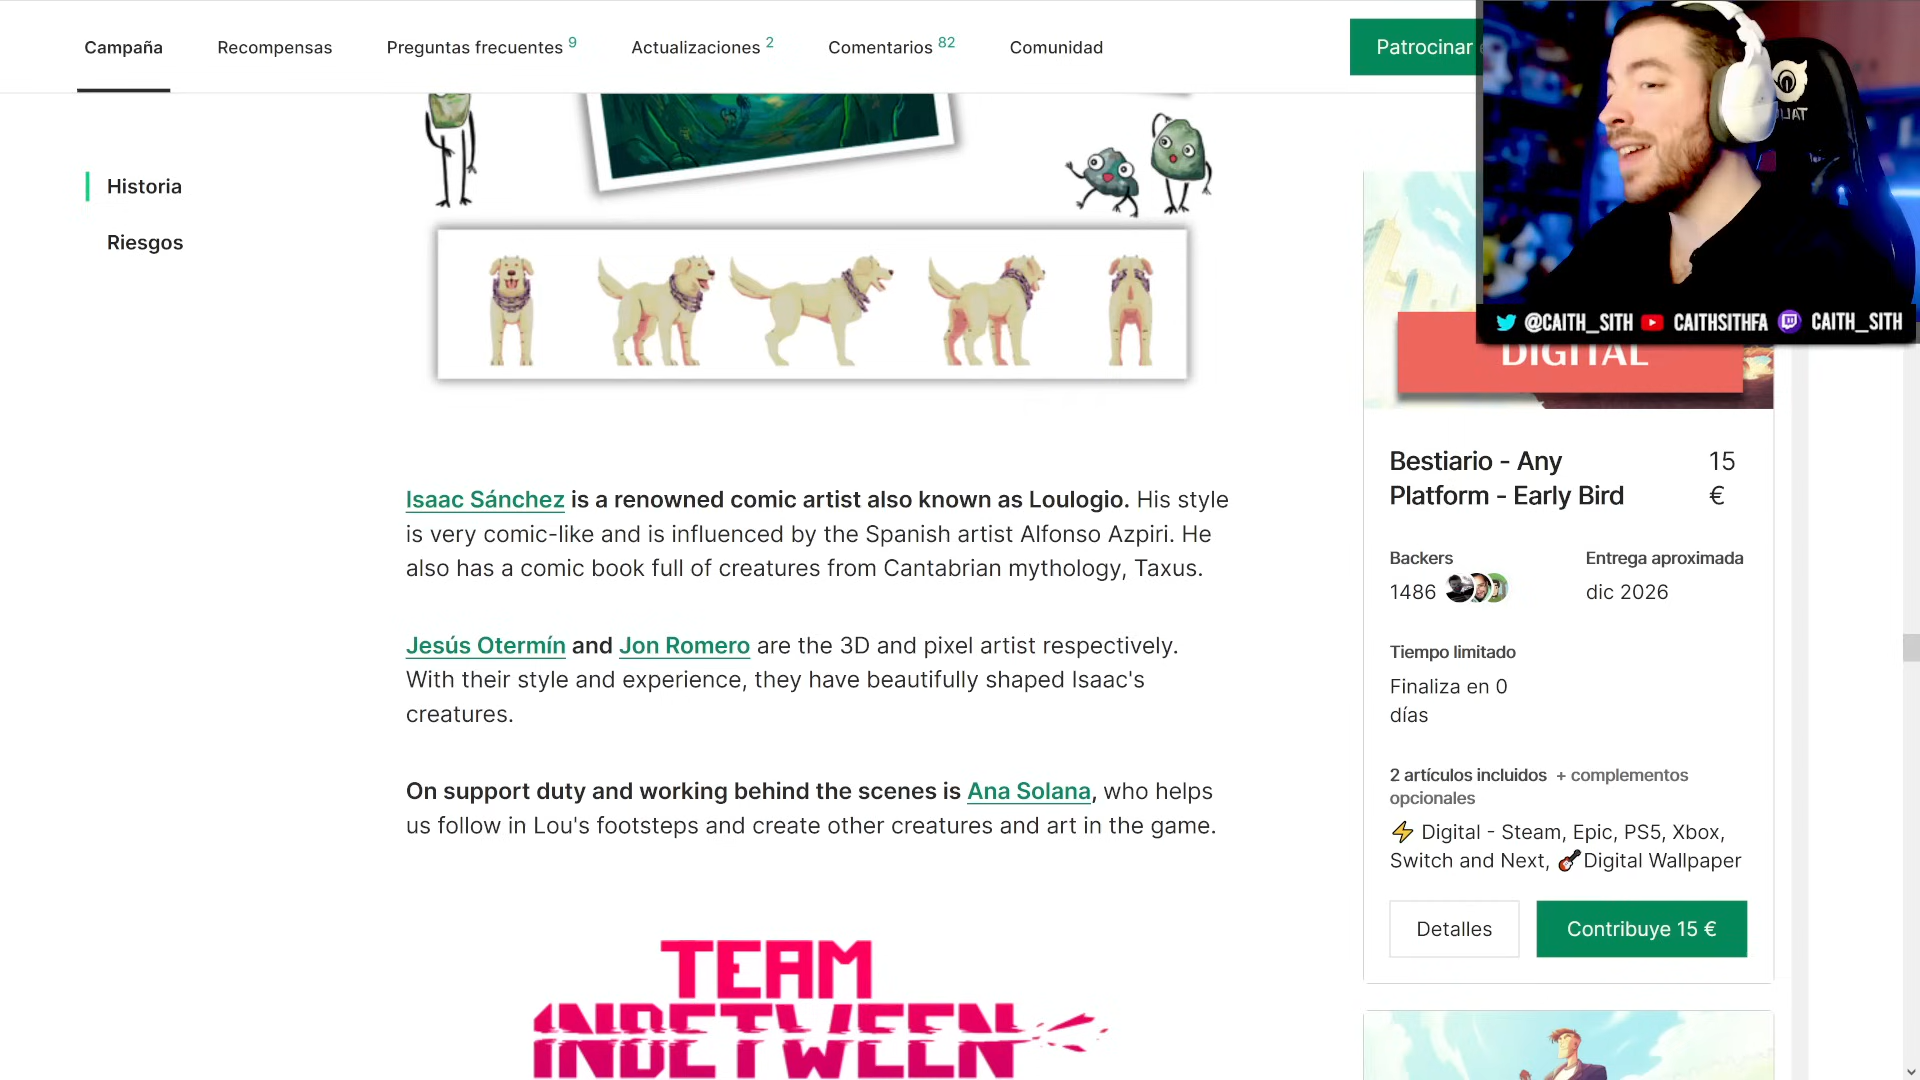 Campaña
Recompensas
Preguntas frecuentes 9
Actualizaciones 2
Comentarios 82
Comunidad
Patrocinar
Historia
Riesgos
@CAITH_SITH
CAITHSITHFA
CAITH_SITH
DIGITAL
Isaac Sánchez is a renowned comic artist also known as Loulogio. His style
is very comic-like and is influenced by the Spanish artist Alfonso Azpiri. He
also has a comic book full of creatures from Cantabrian mythology, Taxus.
Jesús Otermín and Jon Romero are the 3D and pixel artist respectively.
With their style and experience, they have beautifully shaped Isaac's
creatures.
On support duty and working behind the scenes is Ana Solana, who helps
us follow in Lou's footsteps and create other creatures and art in the game.
TEAM
INBETWEEN
Bestiario - Any
Platform - Early Bird
15
€
Backers
1486
Entrega aproximada
dic 2026
Tiempo limitado
Finaliza en 0
días
2 artículos incluidos + complementos
opcionales
⚡ Digital - Steam, Epic, PS5, Xbox,
Switch and Next, 🎸Digital Wallpaper
Detalles
Contribuye 15 €